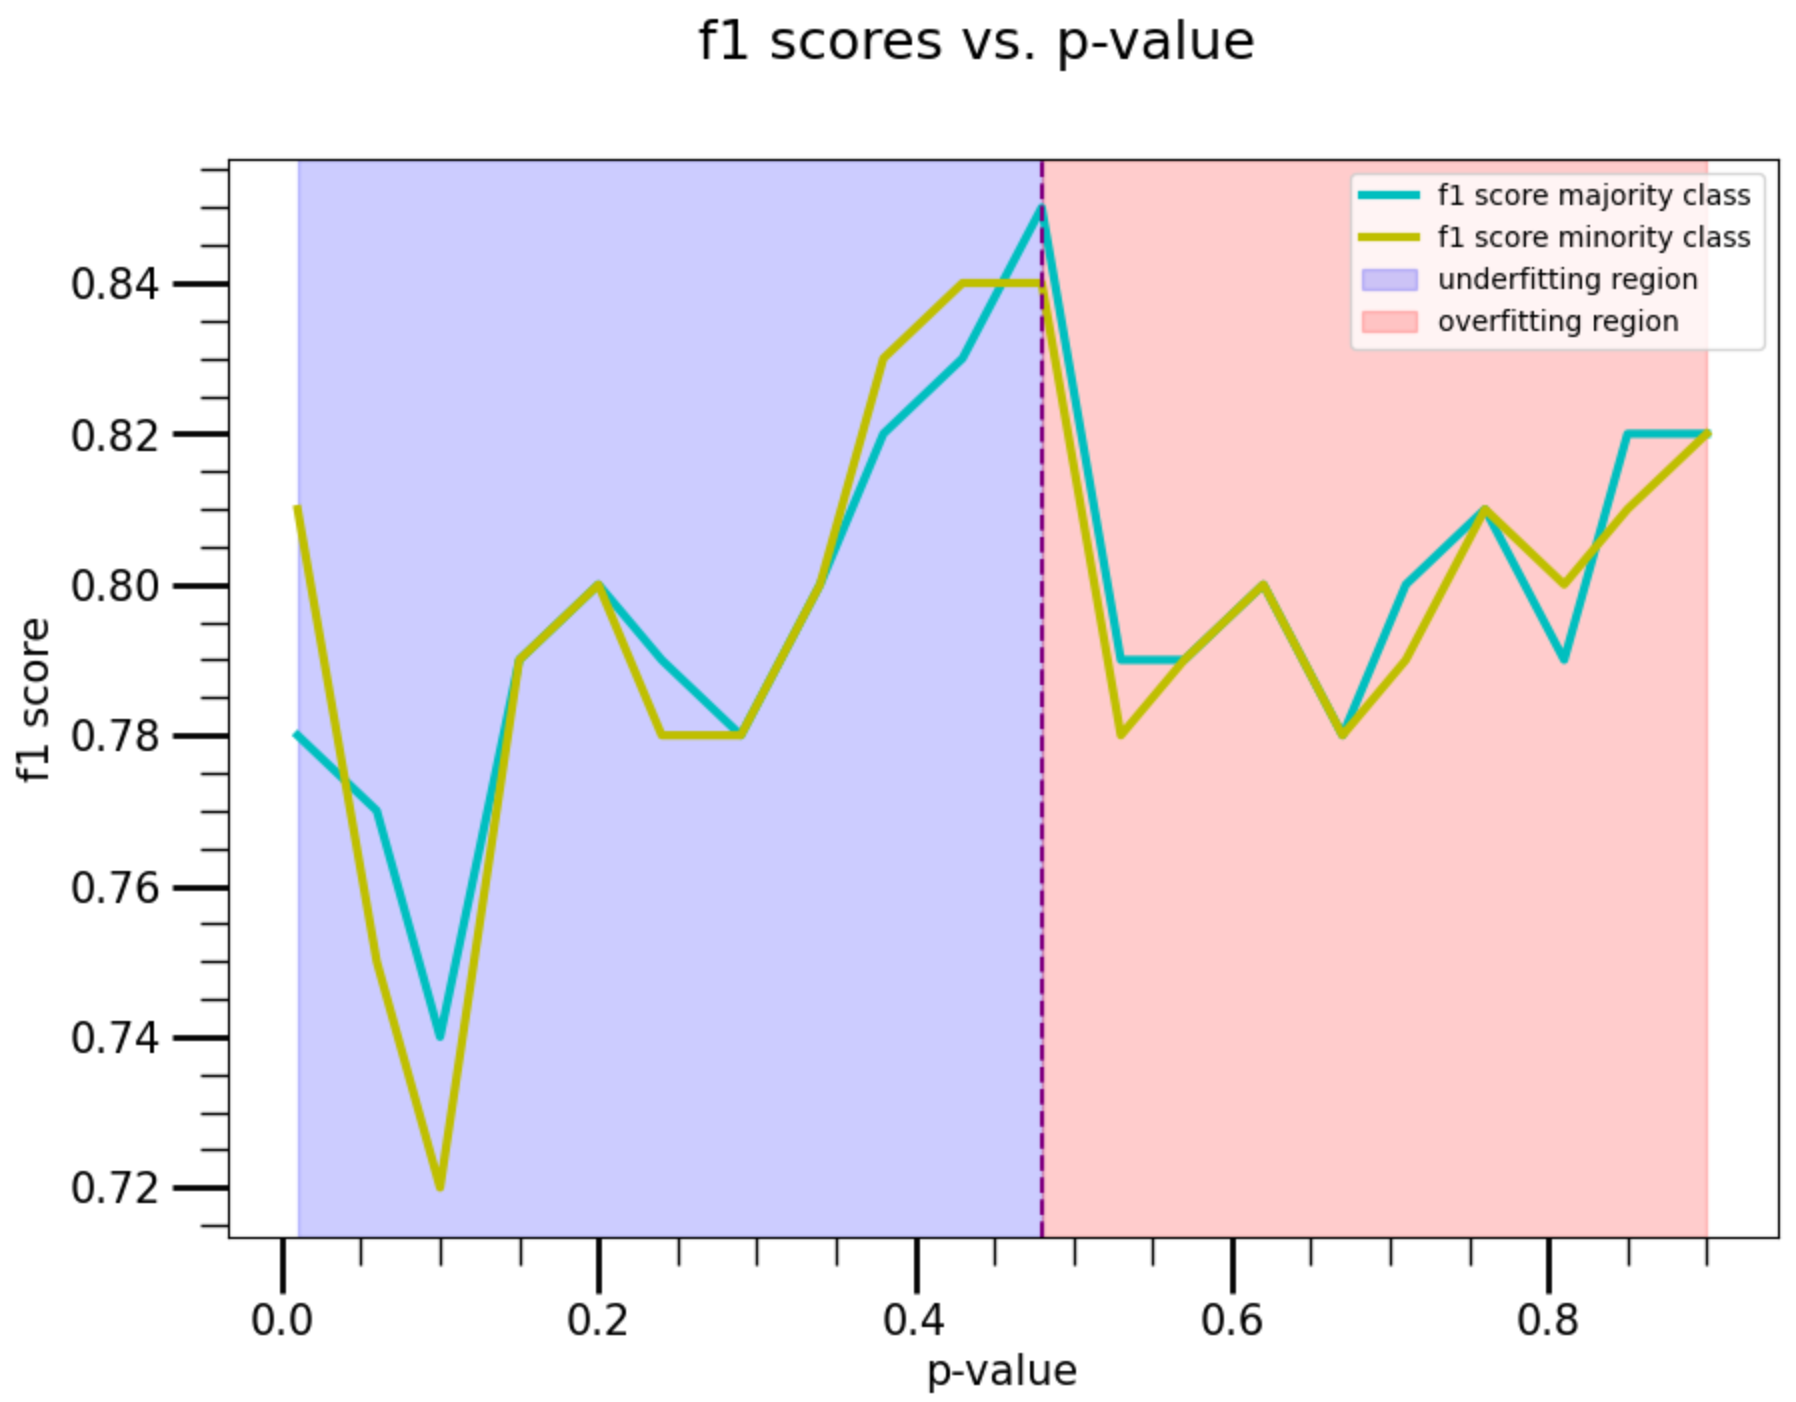 f1 scores vs. p-value
f1 score majority class
f1 score minority class
underfitting region
overfitting region
0.84
0.82
0.80
0.78
0.76
0.74
0.72
f1 score
0.0
0.2
0.4
0.6
0.8
p-value